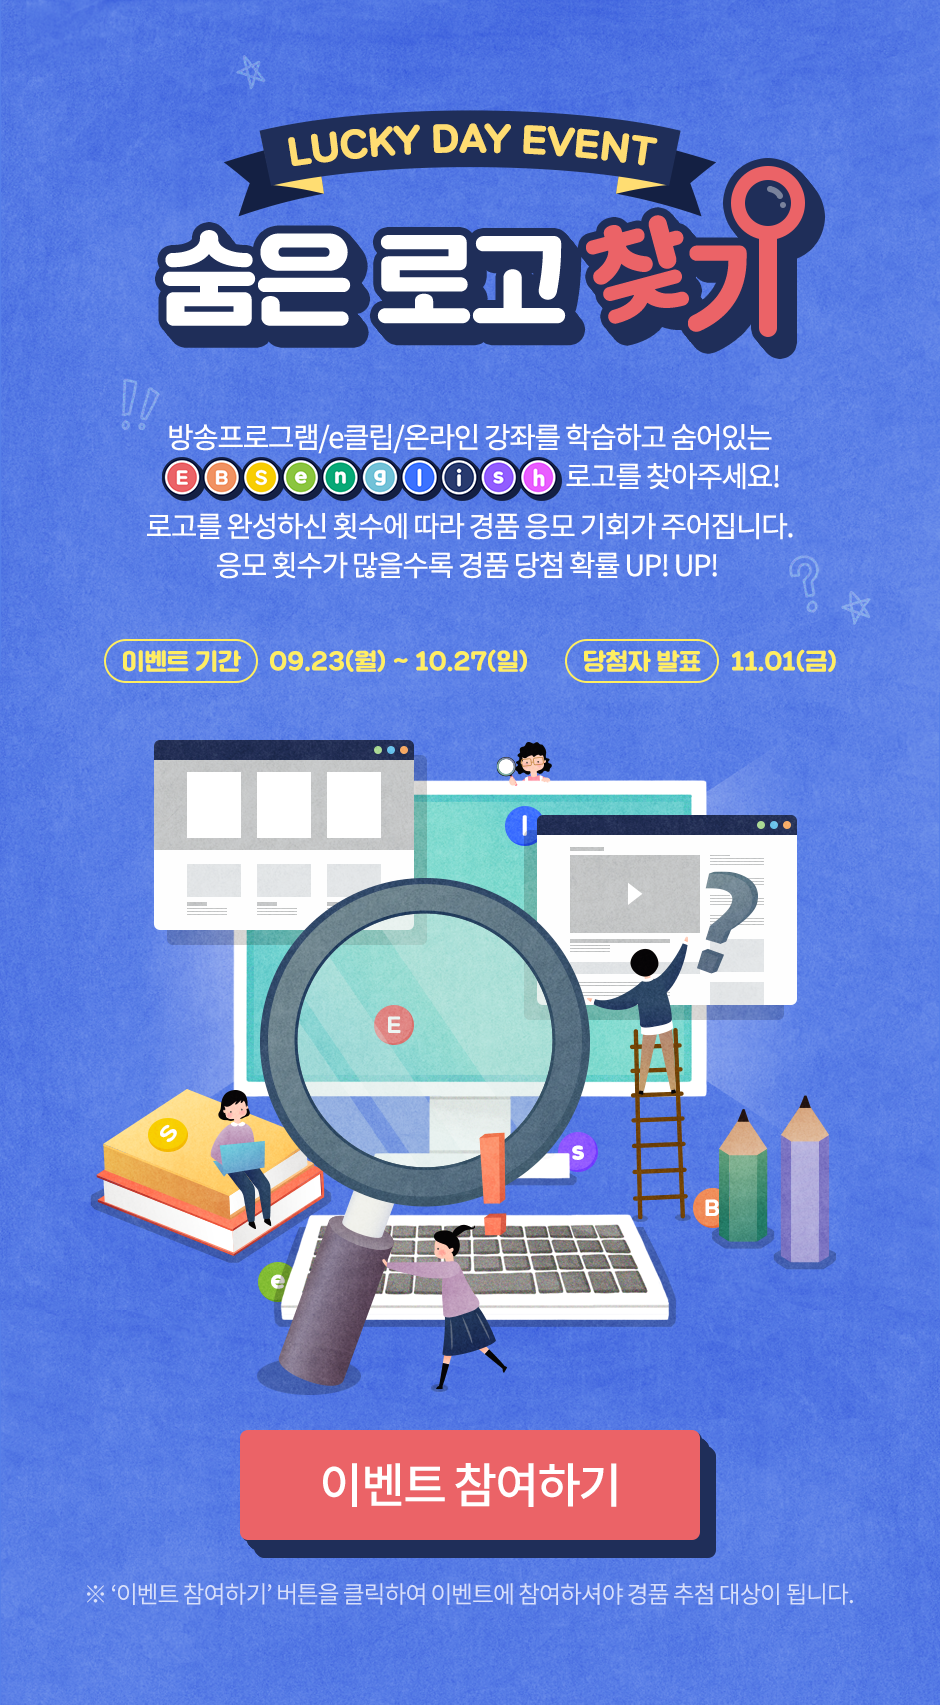 LUCKY DAY EVENT
숨은 로고 찾기
방송프로그램/e클립/온라인 강좌를 학습하고 숨어있는
E B S e n g l i s h 로고를 찾아주세요!
로고를 완성하신 횟수에 따라 경품 응모 기회가 주어집니다.
응모 횟수가 많을수록 경품 당첨 확률 UP! UP!
이벤트 기간 09.23(월) ~ 10.27(일) 당첨자 발표 11.01(금)
l
?
E
S
s
!
B
e
이벤트 참여하기
※ ‘이벤트 참여하기’ 버튼을 클릭하여 이벤트에 참여하셔야 경품 추첨 대상이 됩니다.